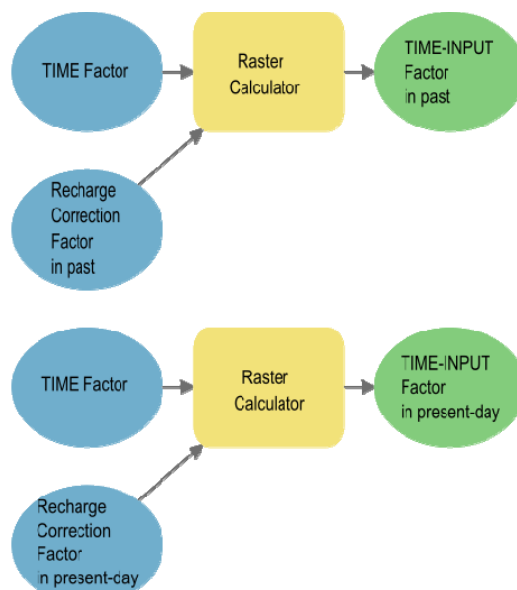 TIME Factor
Raster
Calculator
TIME-INPUT
Factor
in past
Recharge
Correction
Factor
in past
TIME Factor
Raster
Calculator
TIME-INPUT
Factor
in present-day
Recharge
Correction
Factor
in present-day